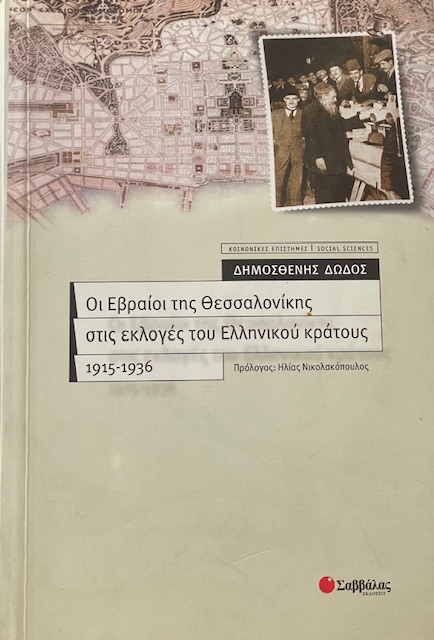 ΚΟΙΝΩΝΙΚΕΣ ΕΠΙΣΤΗΜΕΣ | SOCIAL SCIENCES
ΔΗΜΟΣΘΕΝΗΣ ΔΩΔΟΣ
Οι Εβραίοι της Θεσσαλονίκης
στις εκλογές του Ελληνικού κράτους
1915-1936
Πρόλογος: Ηλίας Νικολακόπουλος
Σαββάλας
ΕΚΔΟΣΕΙΣ